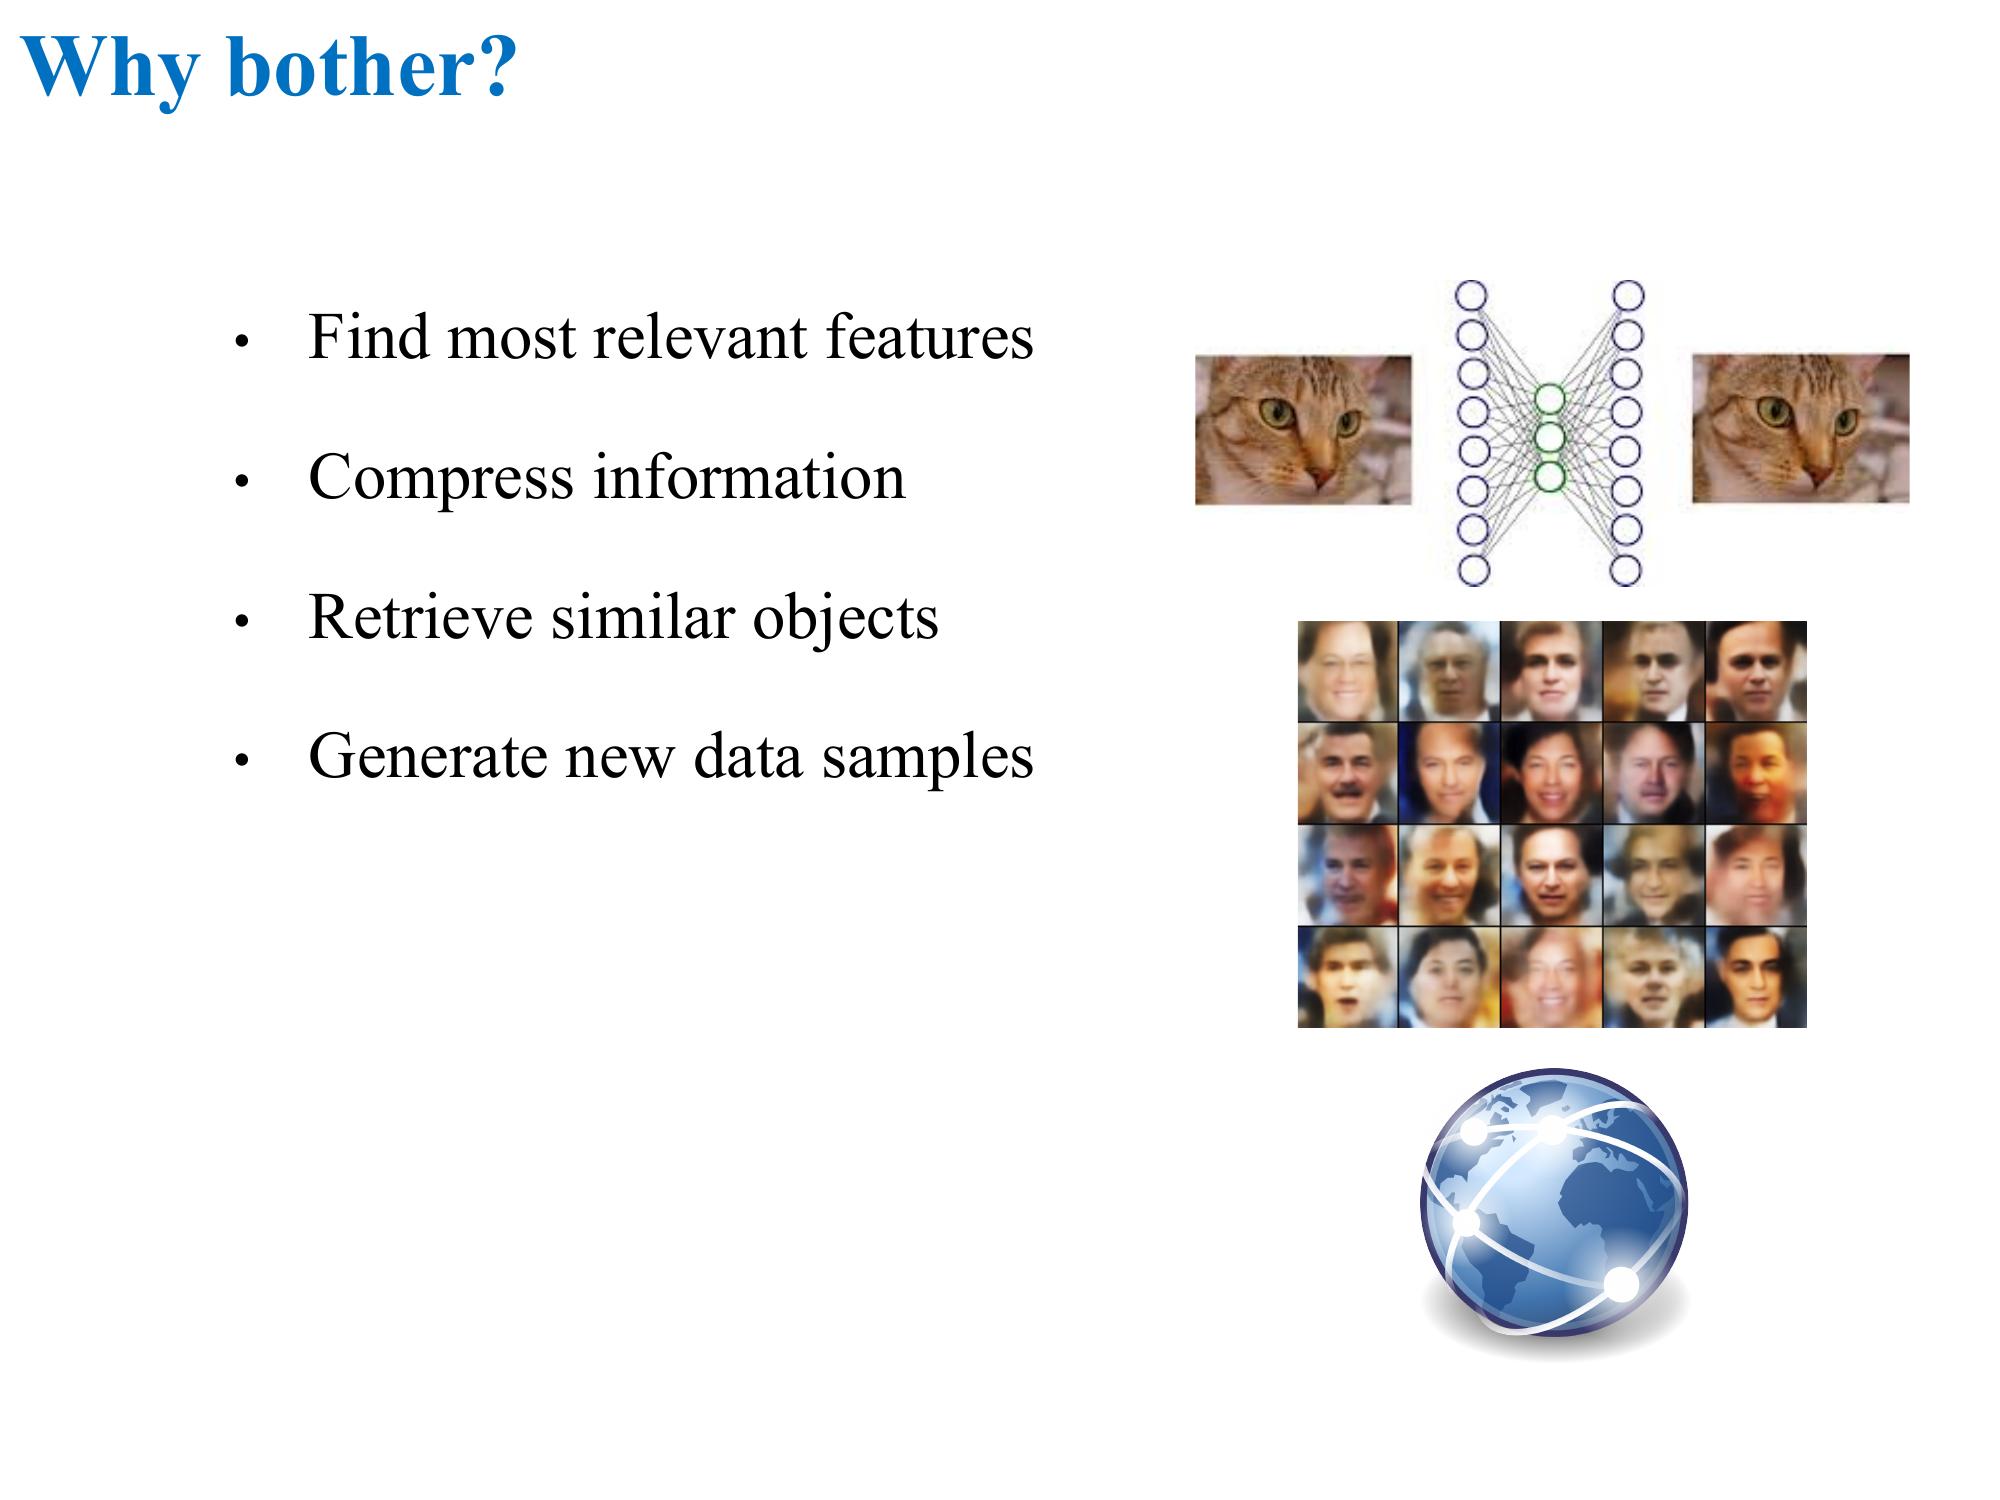 Why bother?
• Find most relevant features
• Compress information
• Retrieve similar objects
• Generate new data samples